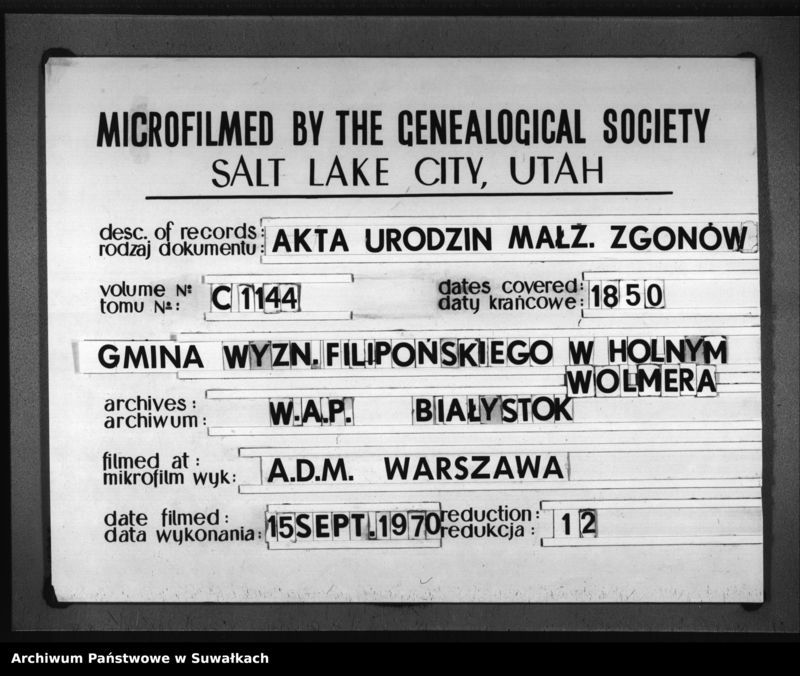 MICROFILMED BY THE GENEALOGICAL SOCIETY
SALT LAKE CITY, UTAH
desc. of records:
rodzaj dokumentu: AKTA URODZIN MAŁŻ. ZGONÓW
volume No
tomu No: C 1144
dates covered:
daty krańcowe: 1850
GMINA WYZN. FILIPOŃSKIEGO W HOLNYM
WOLMERA
archives:
archiwum: W.A.P. BIAŁYSTOK
filmed at:
mikrofilm wyk: A.D.M. WARSZAWA
date filmed:
data wykonania: 15 SEPT. 1970
reduction:
redukcja: 12
Archiwum Państwowe w Suwałkach